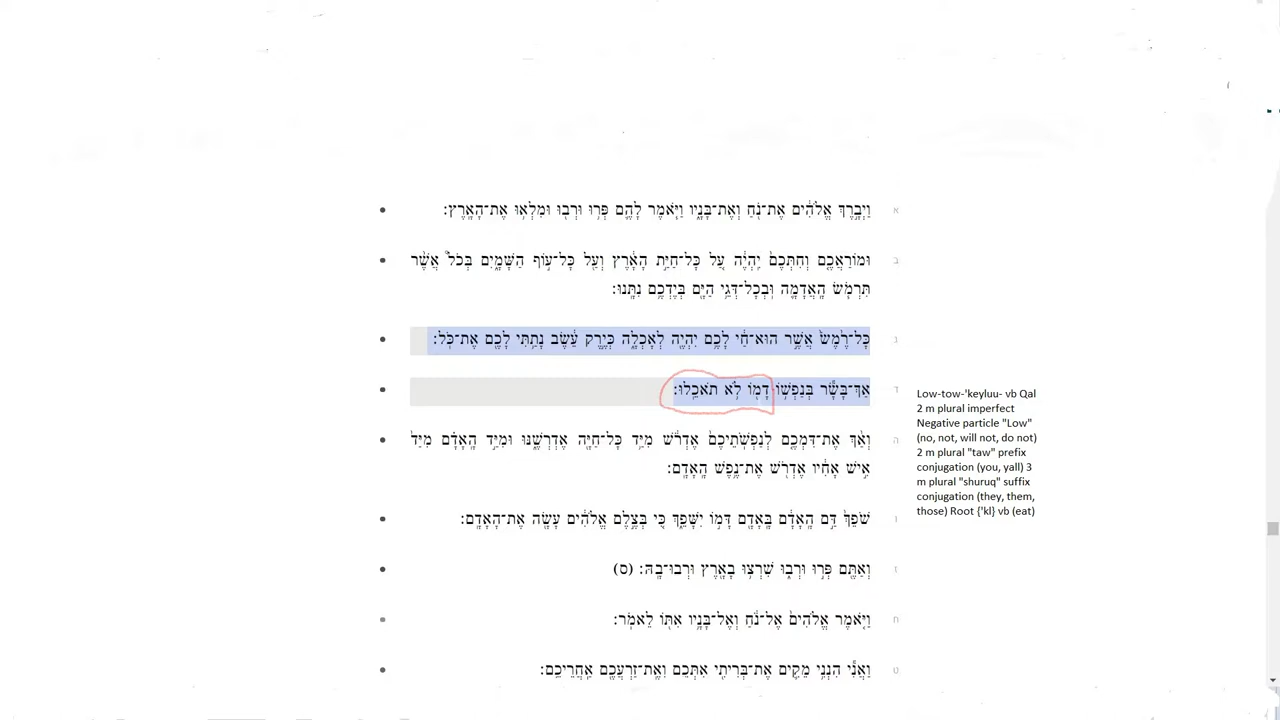 א וַיְבָ֣רֶךְ אֱלֹהִ֔ים אֶת־נֹ֖חַ וְאֶת־בָּנָ֑יו וַיֹּ֧אמֶר לָהֶ֛ם פְּר֥וּ וּרְב֖וּ וּמִלְא֥וּ אֶת־הָאָֽרֶץ׃
ב וּמוֹרַאֲכֶ֤ם וְחִתְּכֶם֙ יִֽהְיֶ֔ה עַ֚ל כָּל־חַיַּ֣ת הָאָ֔רֶץ וְעַ֖ל כָּל־ע֣וֹף הַשָּׁמָ֑יִם בְּכֹל֩ אֲשֶׁ֨ר
תִּרְמֹ֧שׂ הָֽאֲדָמָ֛ה וּֽבְכָל־דְּגֵ֥י הַיָּ֖ם בְּיֶדְכֶ֥ם נִתָּֽנוּ׃
ג כָּל־רֶ֙מֶשׂ֙ אֲשֶׁ֣ר הוּא־חַ֔י לָכֶ֥ם יִהְיֶ֖ה לְאָכְלָ֑ה כְּיֶ֣רֶק עֵ֔שֶׂב נָתַ֥תִּי לָכֶ֖ם אֶת־כֹּֽל׃
ד אַךְ־בָּשָׂ֕ר בְּנַפְשׁ֥וֹ דָמ֖וֹ לֹ֥א תֹאכֵֽלוּ׃
ה וְאַ֨ךְ אֶת־דִּמְכֶ֤ם לְנַפְשֹֽׁתֵיכֶם֙ אֶדְרֹ֔שׁ מִיַּ֥ד כָּל־חַיָּ֖ה אֶדְרְשֶׁ֑נּוּ וּמִיַּ֣ד הָֽאָדָ֗ם מִיַּד֙
אִ֣ישׁ אָחִ֔יו אֶדְרֹ֖שׁ אֶת־נֶ֥פֶשׁ הָֽאָדָֽם׃
ו שֹׁפֵךְ֙ דַּ֣ם הָֽאָדָ֔ם בָּֽאָדָ֖ם דָּמ֣וֹ יִשָּׁפֵ֑ךְ כִּ֚י בְּצֶ֣לֶם אֱלֹהִ֔ים עָשָׂ֖ה אֶת־הָאָדָֽם׃
ז וְאַתֶּ֖ם פְּר֣וּ וּרְב֑וּ שִׁרְצ֥וּ בָאָ֖רֶץ וּרְבוּ־בָֽהּ׃ (ס)
ח וַיֹּ֤אמֶר אֱלֹהִים֙ אֶל־נֹ֔חַ וְאֶל־בָּנָ֥יו אִתּ֖וֹ לֵאמֹֽר׃
ט וַאֲנִ֕י הִנְנִ֥י מֵקִ֛ים אֶת־בְּרִיתִ֖י אִתְּכֶ֑ם וְאֶֽת־זַרְעֲכֶ֖ם אַֽחֲרֵיכֶֽם׃
Low-tow-'keyluu- vb Qal
2 m plural imperfect
Negative particle "Low"
(no, not, will not, do not)
2 m plural "taw" prefix
conjugation (you, yall) 3
m plural "shuruq" suffix
conjugation (they, them,
those) Root {'kl} vb (eat)